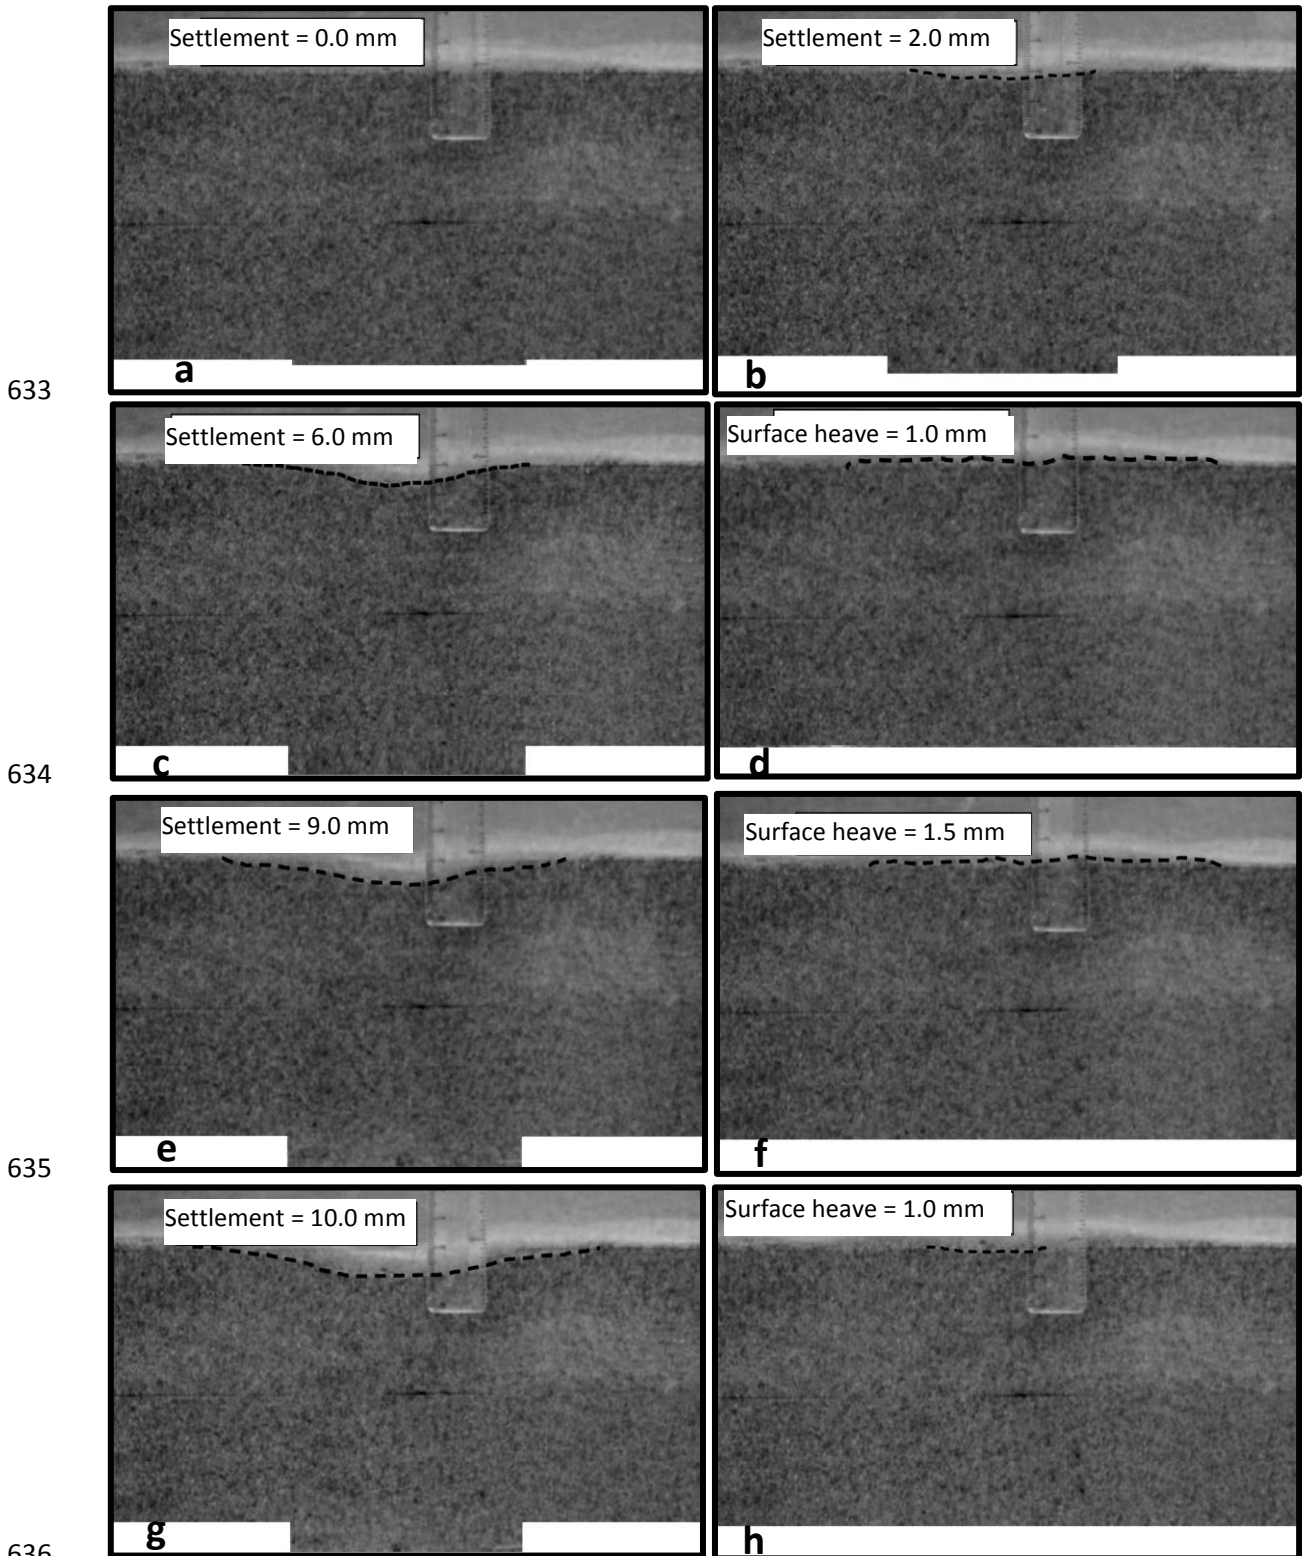 Settlement = 0.0 mm
Settlement = 2.0 mm
a
b
633
Settlement = 6.0 mm
Surface heave = 1.0 mm
c
d
634
Settlement = 9.0 mm
Surface heave = 1.5 mm
e
f
635
Settlement = 10.0 mm
Surface heave = 1.0 mm
g
h
636